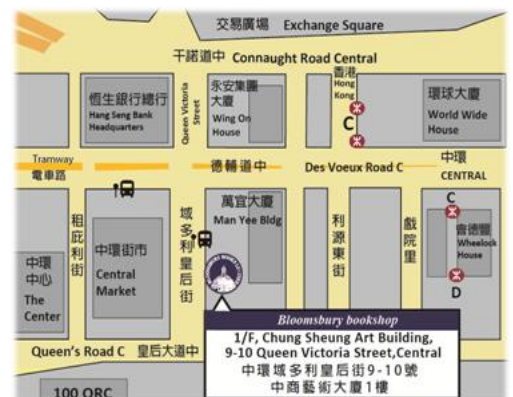 交易廣場 Exchange Square
干諾道中 Connaught Road Central
恆生銀行總行
Hang Seng Bank
Headquarters
Queen Victoria
Street
永安集團
大廈
Wing On
House
香港
Hong
Kong
C
環球大廈
World Wide
House
Tramway
電車路
德輔道中 Des Voeux Road C
中環
CENTRAL
租庇利街
中環街市
Central
Market
域多利皇后街
萬宜大廈
Man Yee Bldg
利源東街
戲院里
C
會德豐
Wheelock
House
D
中環
中心
The
Center
Queen's Road C 皇后大道中
100 QRC
Bloomsbury bookshop
1/F, Chung Sheung Art Building,
9-10 Queen Victoria Street,Central
中環域多利皇后街9-10號
中商藝術大廈1樓